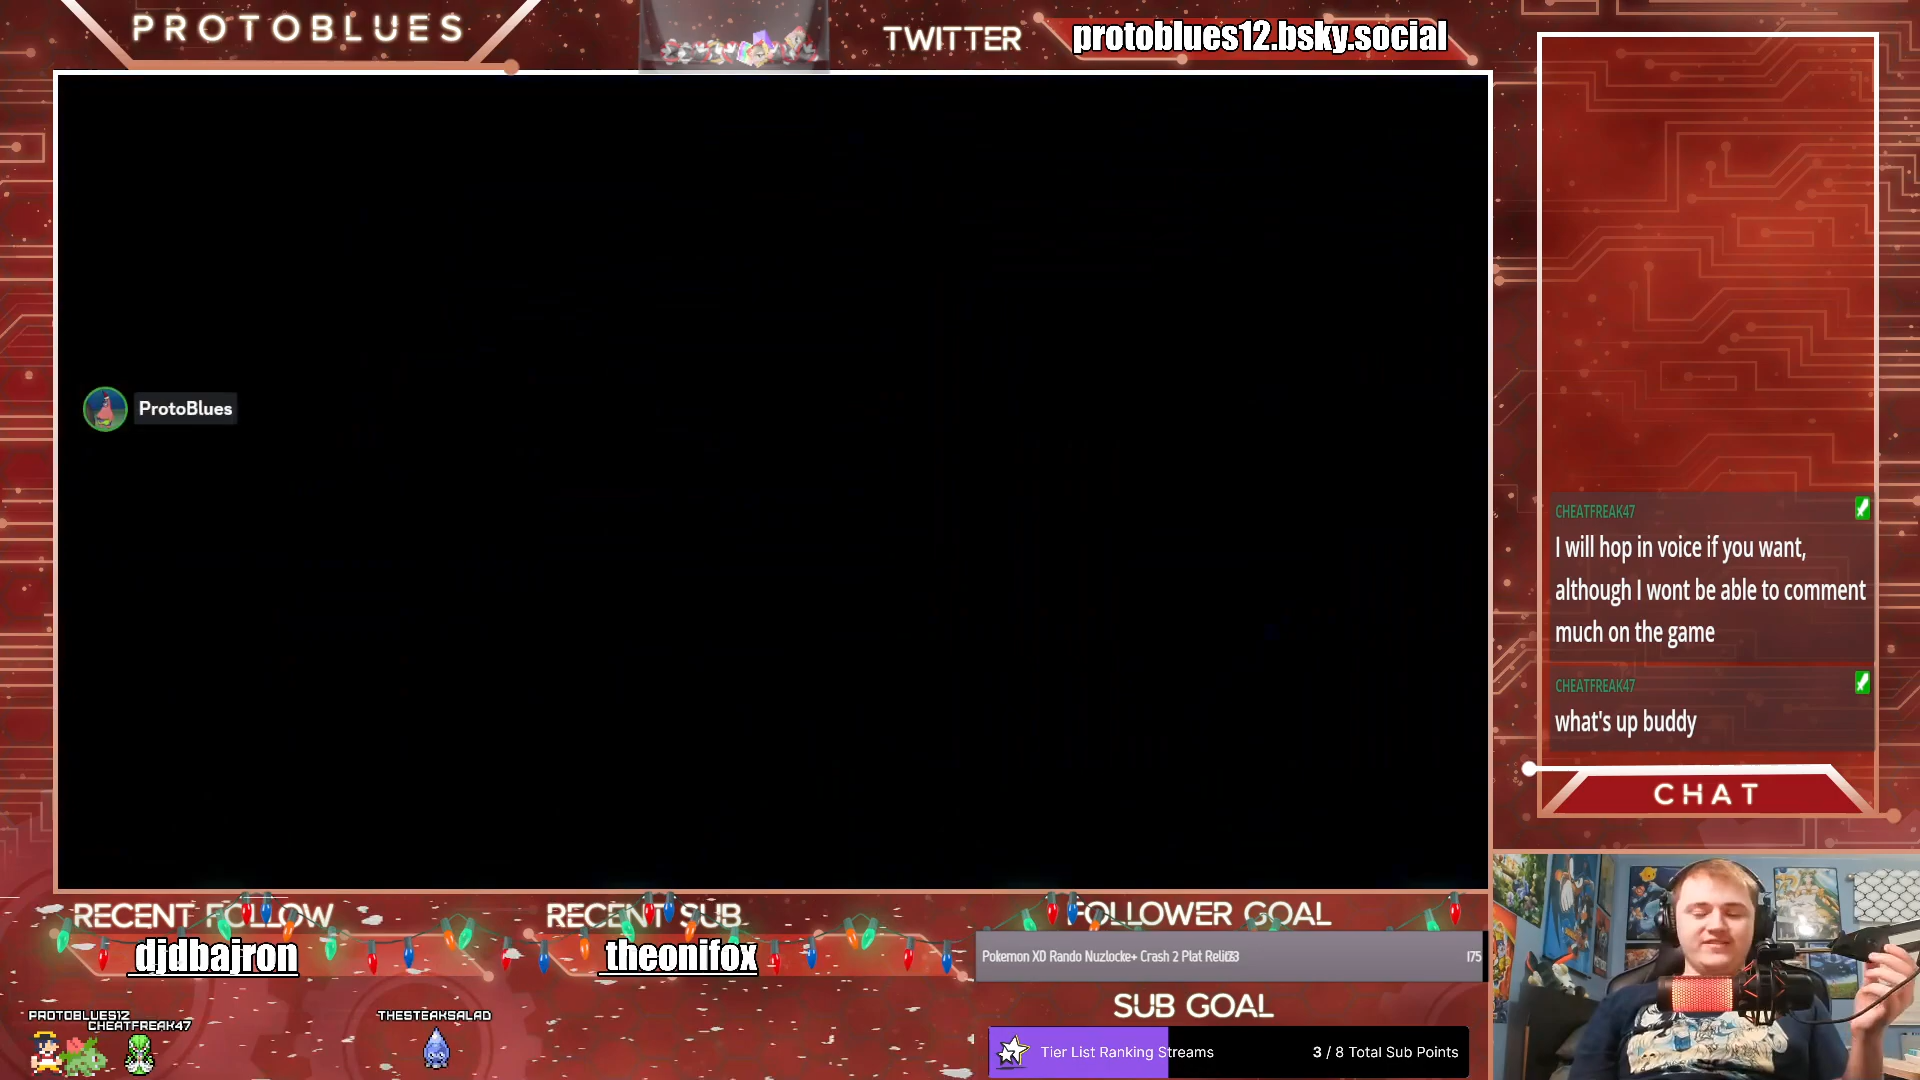 PROTOBLUES
TWITTER
protoblues12.bsky.social
ProtoBlues
CHEATFREAK47
I will hop in voice if you want,
although I wont be able to comment
much on the game
CHEATFREAK47
what's up buddy
CHAT
RECENT FOLLOW
djdbajron
RECENT SUB
theonifox
FOLLOWER GOAL
Pokemon XD Rando Nuzlocke+ Crash 2 Plat Relics
175
SUB GOAL
Tier List Ranking Streams
3 / 8 Total Sub Points
PROTOBLUES12
CHEATFREAK47
THESTEAKSALAD